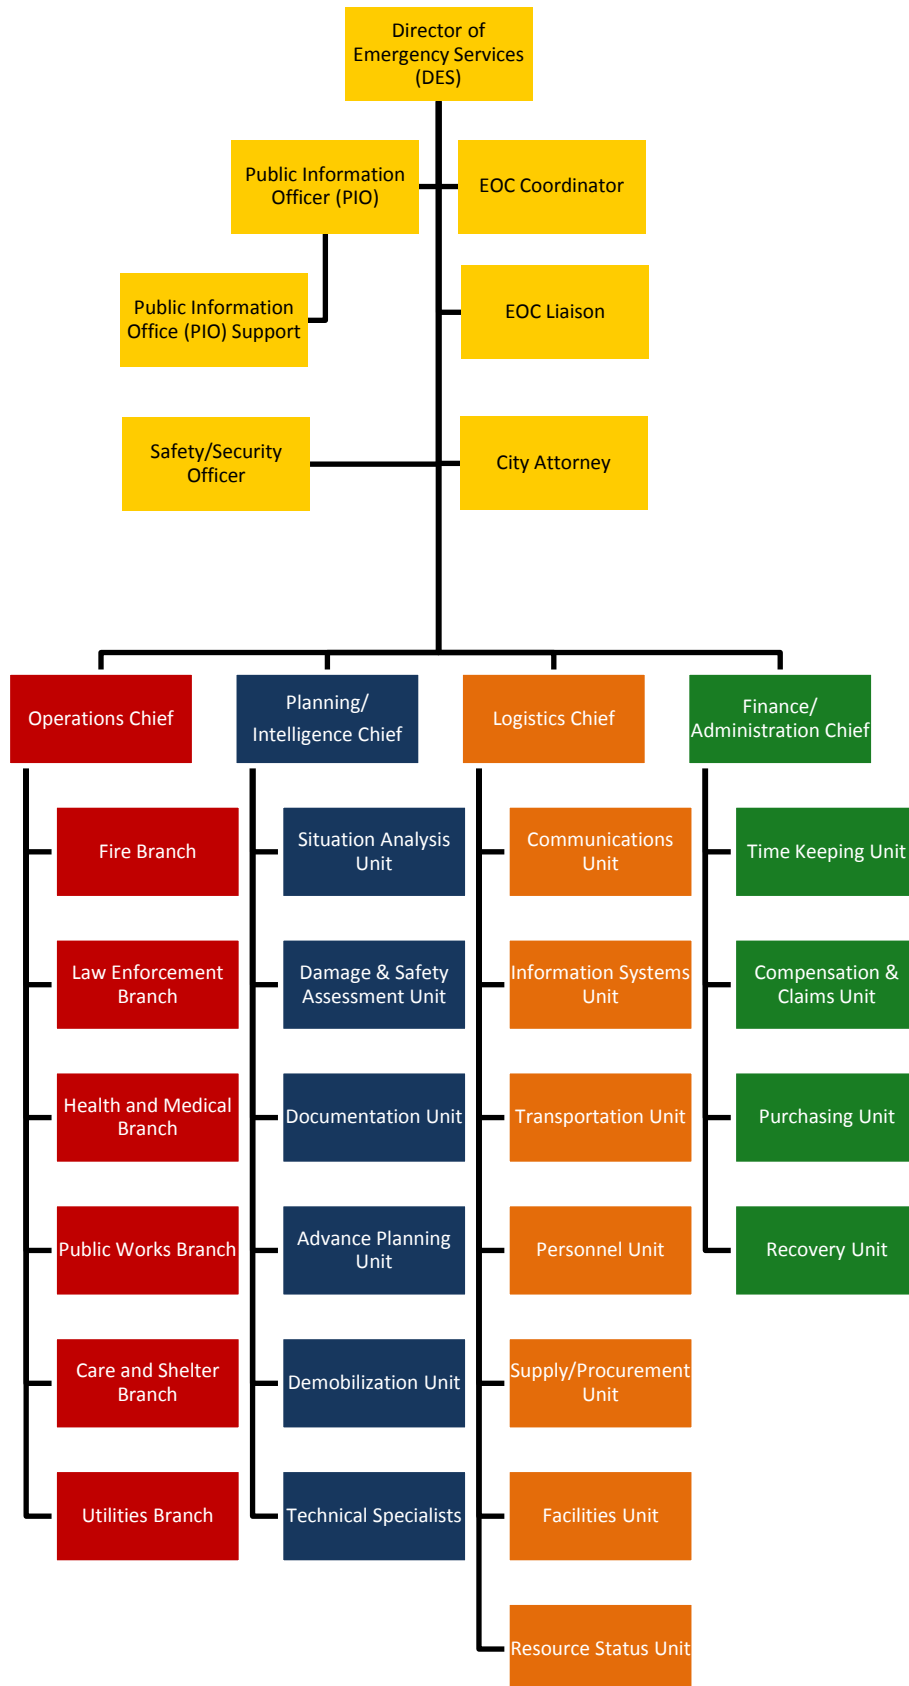 Director of
Emergency Services
(DES)
Public Information
Officer (PIO)
EOC Coordinator
Public Information
Office (PIO) Support
EOC Liaison
Safety/Security
Officer
City Attorney
Operations Chief
Planning/
Intelligence Chief
Logistics Chief
Finance/
Administration Chief
Fire Branch
Situation Analysis
Unit
Communications
Unit
Time Keeping Unit
Law Enforcement
Branch
Damage & Safety
Assessment Unit
Information Systems
Unit
Compensation &
Claims Unit
Health and Medical
Branch
Documentation Unit
Transportation Unit
Purchasing Unit
Public Works Branch
Advance Planning
Unit
Personnel Unit
Recovery Unit
Care and Shelter
Branch
Demobilization Unit
Supply/Procurement
Unit
Utilities Branch
Technical Specialists
Facilities Unit
Resource Status Unit